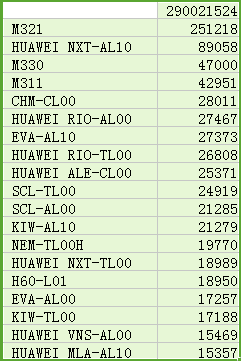 290021524
M321 251218
HUAWEI NXT-AL10 89058
M330 47000
M311 42951
CHM-CL00 28011
HUAWEI RIO-AL00 27467
EVA-AL10 27373
HUAWEI RIO-TL00 26808
HUAWEI ALE-CL00 25371
SCL-TL00 24919
SCL-AL00 21285
KIW-AL10 21279
NEM-TL00H 19770
HUAWEI NXT-TL00 18989
H60-L01 18950
EVA-AL00 17257
KIW-TL00 17188
HUAWEI VNS-AL00 15469
HUAWEI MLA-AL10 15357